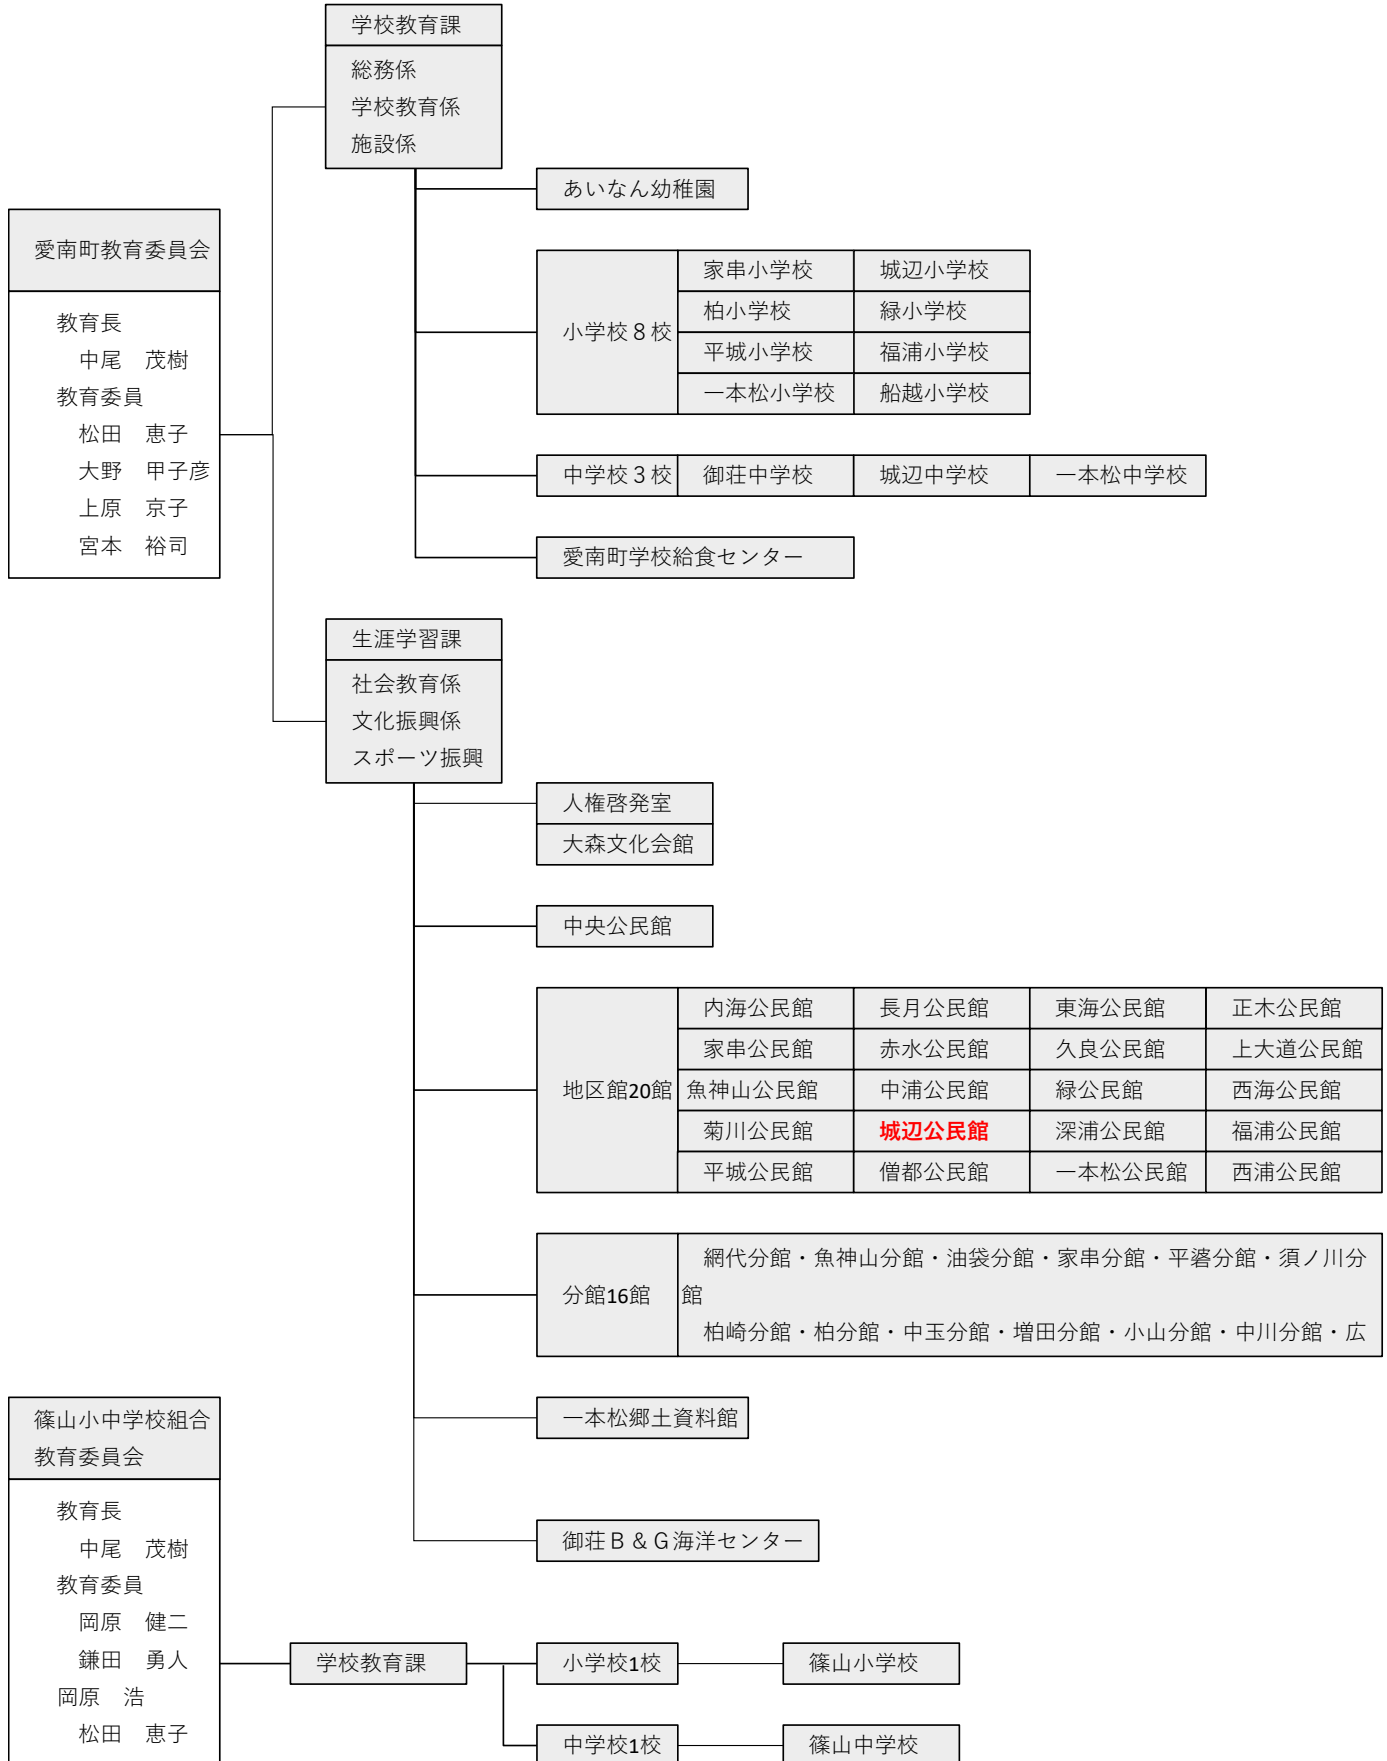 学校教育課
総務係
学校教育係
施設係
あいなん幼稚園
愛南町教育委員会
教育長
中尾　茂樹
教育委員
松田　恵子
大野　甲子彦
上原　京子
宮本　裕司
小学校８校
家串小学校　城辺小学校
柏小学校　緑小学校
平城小学校　福浦小学校
一本松小学校　船越小学校
中学校３校　御荘中学校　城辺中学校　一本松中学校
愛南町学校給食センター
生涯学習課
社会教育係
文化振興係
スポーツ振興
人権啓発室
大森文化会館
中央公民館
地区館20館
内海公民館　長月公民館　東海公民館　正木公民館
家串公民館　赤水公民館　久良公民館　上大道公民館
魚神山公民館　中浦公民館　緑公民館　西海公民館
菊川公民館　城辺公民館　深浦公民館　福浦公民館
平城公民館　僧都公民館　一本松公民館　西浦公民館
分館16館
網代分館・魚神山分館・油袋分館・家串分館・平碆分館・須ノ川分
館
柏崎分館・柏分館・中玉分館・増田分館・小山分館・中川分館・広
一本松郷土資料館
御荘Ｂ＆Ｇ海洋センター
篠山小中学校組合
教育委員会
教育長
中尾　茂樹
教育委員
岡原　健二
鎌田　勇人
岡原　浩
松田　恵子
学校教育課
小学校1校　篠山小学校
中学校1校　篠山中学校